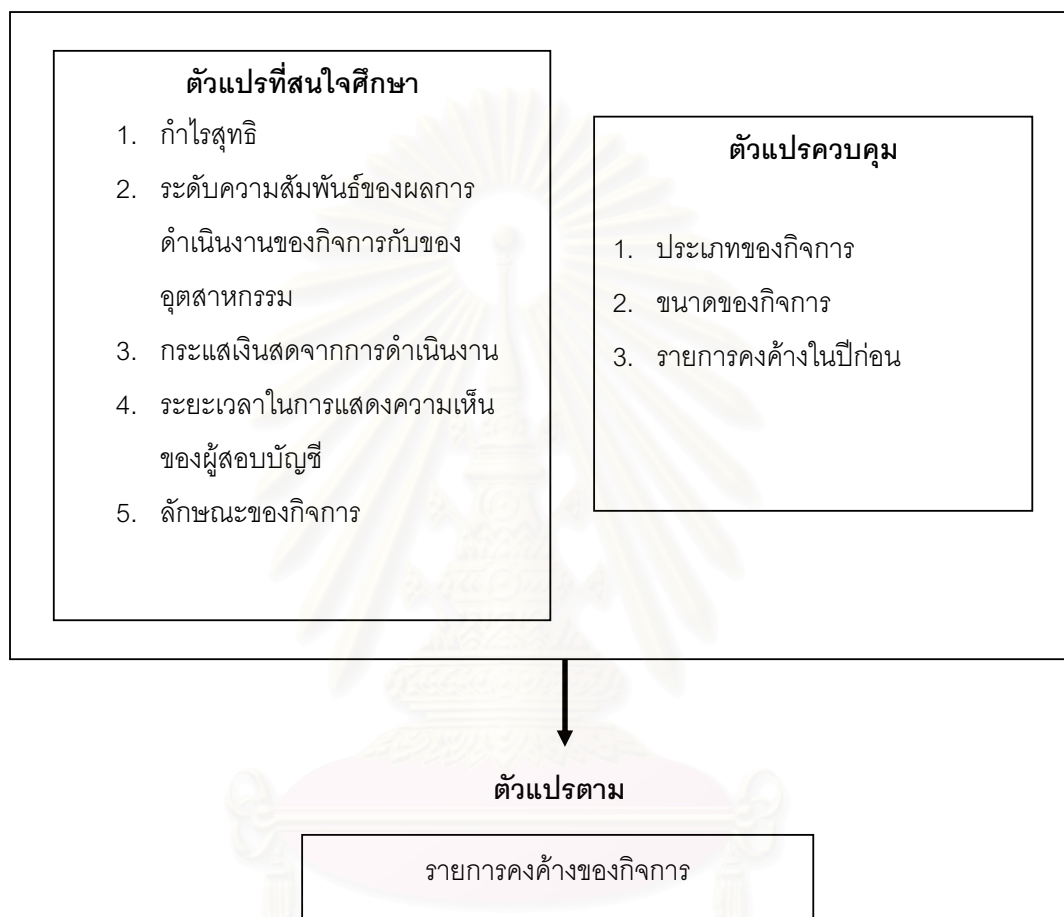 ตัวแปรที่สนใจศึกษา
1. กำไรสุทธิ
2. ระดับความสัมพันธ์ของผลการ
ดำเนินงานของกิจการกับของ
อุตสาหกรรม
3. กระแสเงินสดจากการดำเนินงาน
4. ระยะเวลาในการแสดงความเห็น
ของผู้สอบบัญชี
5. ลักษณะของกิจการ
ตัวแปรควบคุม
1. ประเภทของกิจการ
2. ขนาดของกิจการ
3. รายการคงค้างในปีก่อน
ตัวแปรตาม
รายการคงค้างของกิจการ